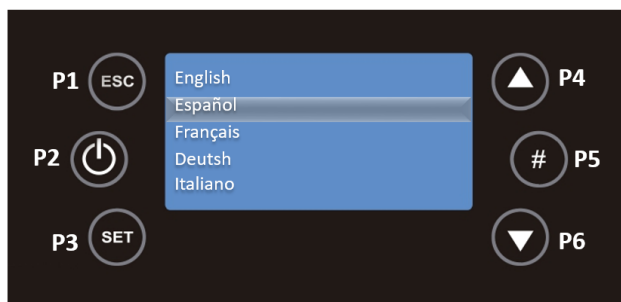 P1 ESC
English
P4
Español
Français
P2
Deutsh
# P5
Italiano
P3 SET
P6